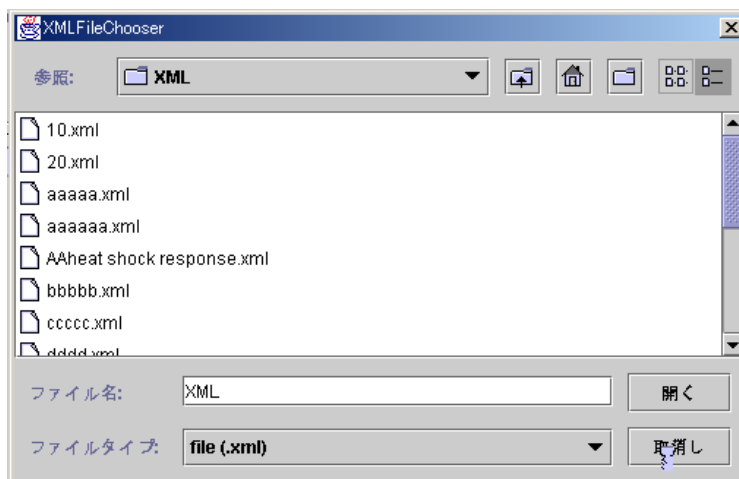 XMLFileChooser
参照: XML
10.xml
20.xml
aaaaa.xml
aaaaaa.xml
AAheat shock response.xml
bbbbb.xml
ccccc.xml
dddd.xml
ファイル名: XML 開く
ファイルタイプ: file (.xml) 取消し